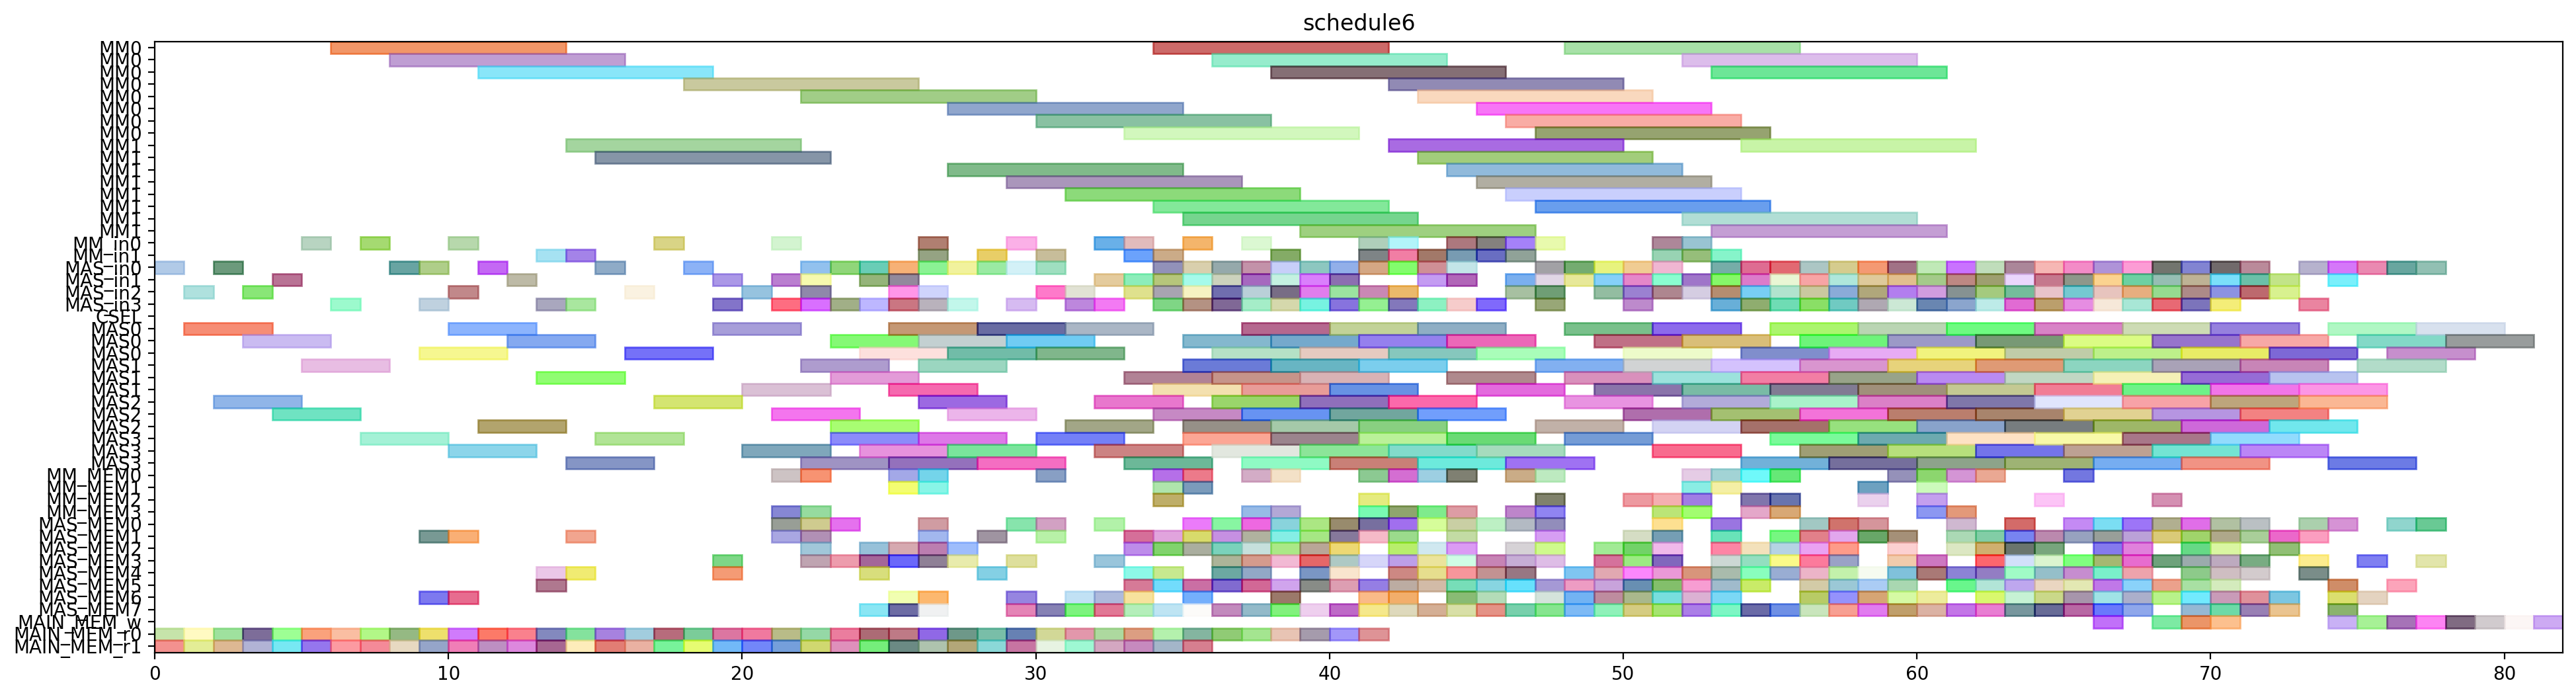 schedule6
MM0
MM0
MM0
MM0
MM0
MM0
MM0
MM0
MM1
MM1
MM1
MM1
MM1
MM1
MM1
MM1
MM_in0
MM_in1
MAS_in0
MAS_in1
MAS_in2
MAS_in3
CSEL
MAS0
MAS0
MAS0
MAS1
MAS1
MAS1
MAS2
MAS2
MAS2
MAS3
MAS3
MAS3
MM_MEM0
MM_MEM1
MM_MEM2
MM_MEM3
MAS_MEM0
MAS_MEM1
MAS_MEM2
MAS_MEM3
MAS_MEM4
MAS_MEM5
MAS_MEM6
MAS_MEM7
MAIN_MEM_w
MAIN_MEM_r0
MAIN_MEM_r1
0 10 20 30 40 50 60 70 80